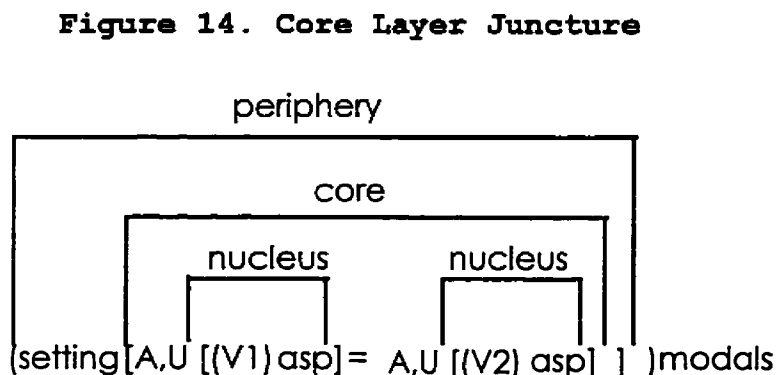 Figure 14. Core Layer Juncture
periphery
core
nucleus nucleus
(setting[A,U [(V1) asp]= A,U [(V2) asp] ] )modals